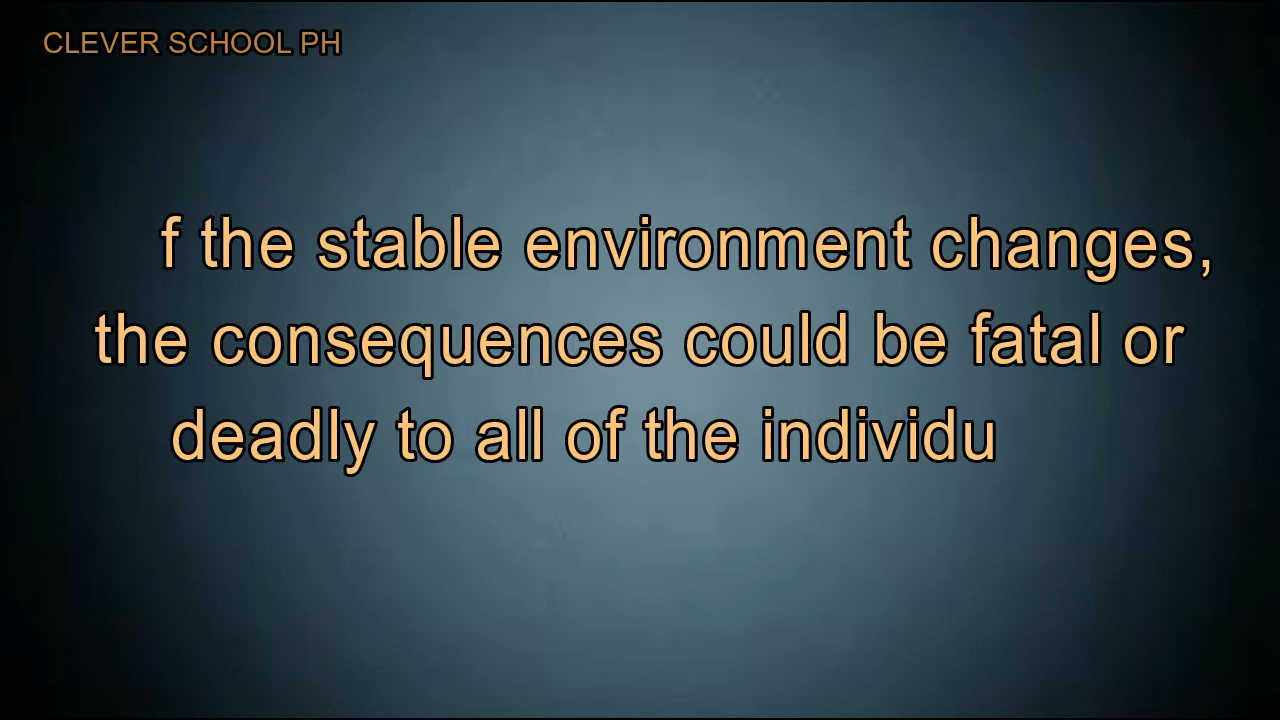 CLEVER SCHOOL PH
f the stable environment changes,
the consequences could be fatal or
deadly to all of the individu